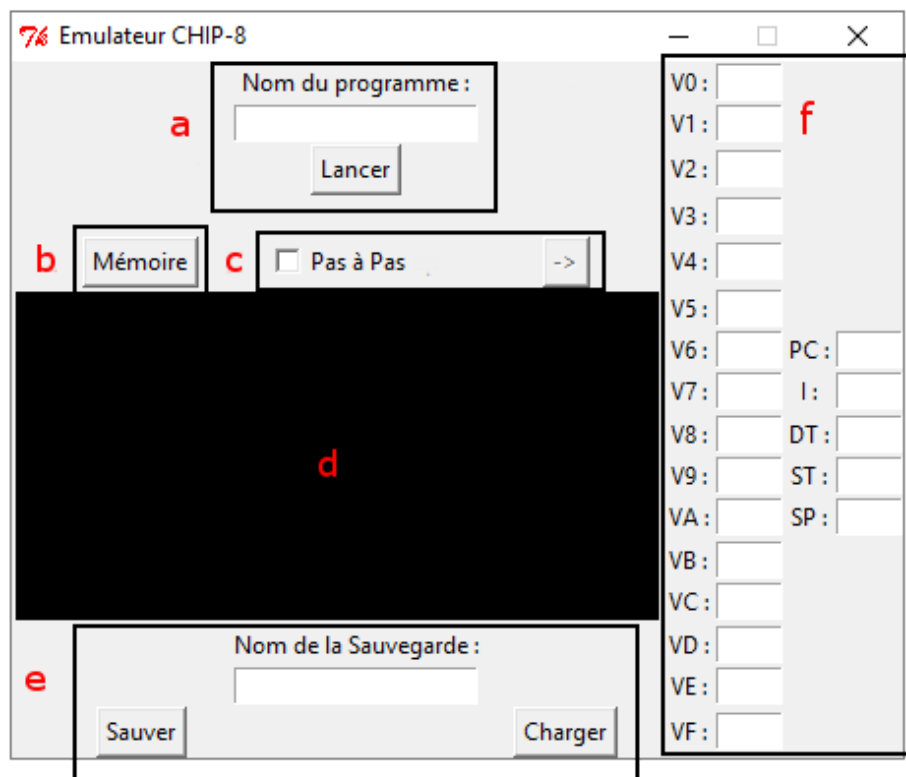 Emulateur CHIP-8
Nom du programme :
a
Lancer
b
Mémoire
c
Pas à Pas
->
d
Nom de la Sauvegarde :
e
Sauver
Charger
f
V0 :
V1 :
V2 :
V3 :
V4 :
V5 :
V6 :
PC :
V7 :
I :
V8 :
DT :
V9 :
ST :
VA :
SP :
VB :
VC :
VD :
VE :
VF :